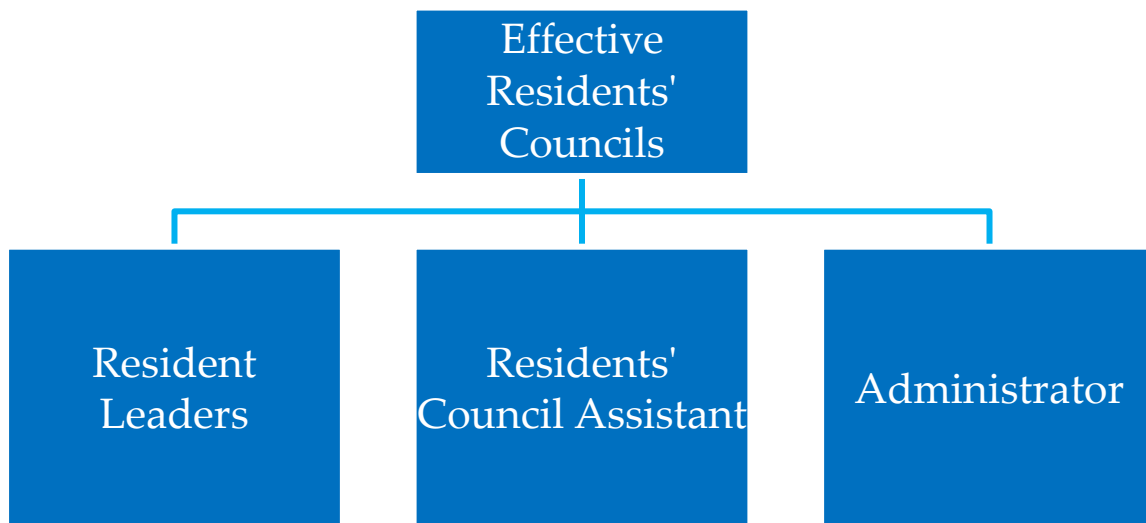 Effective
Residents'
Councils
Resident
Leaders
Residents'
Council Assistant
Administrator